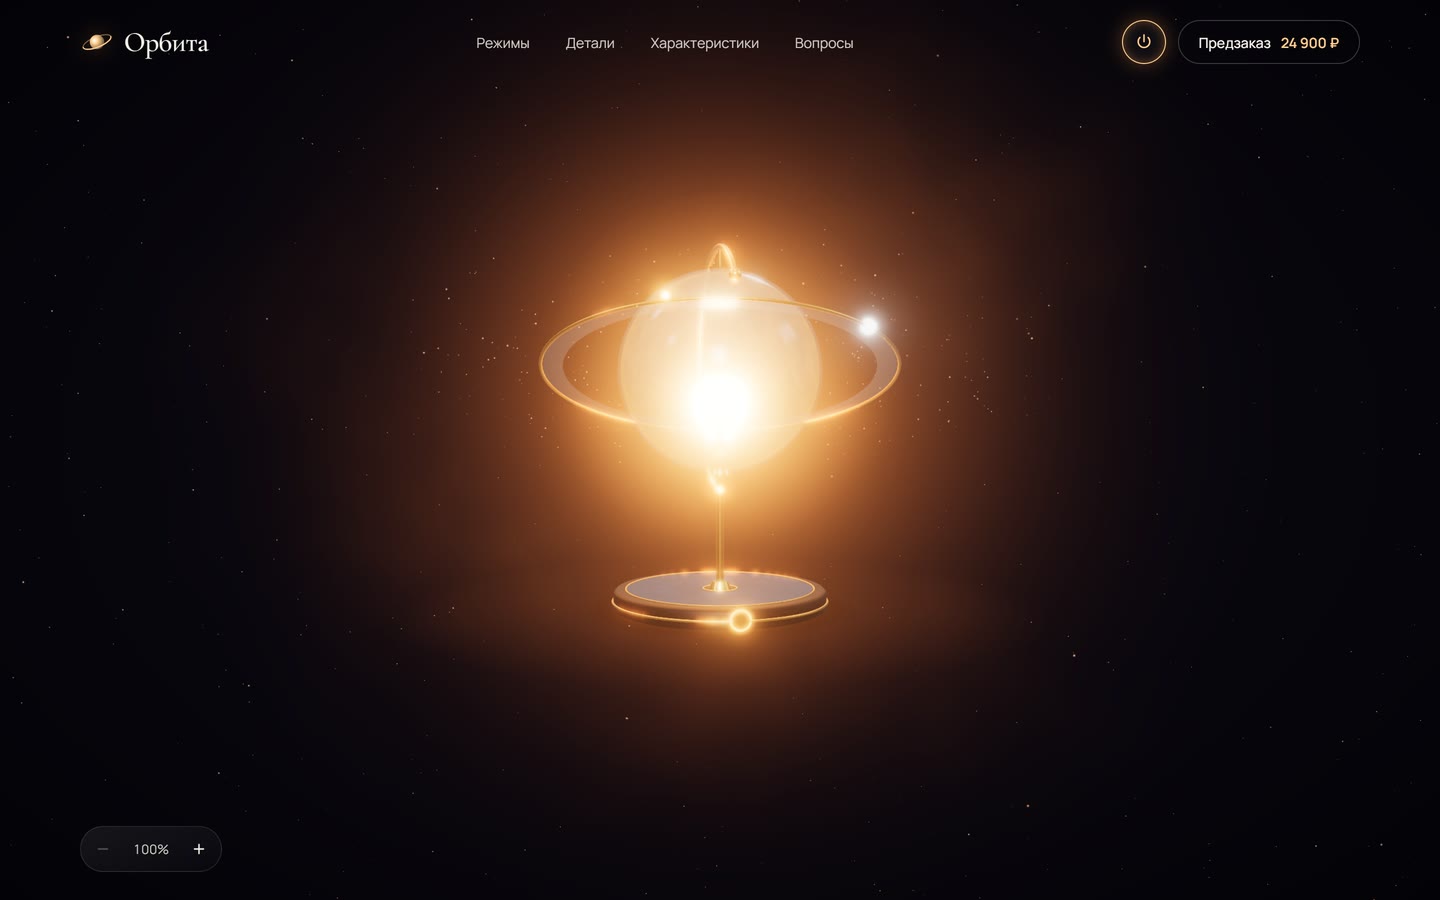 Орбита
Режимы
Детали
Характеристики
Вопросы
Предзаказ 24 900 ₽
100%